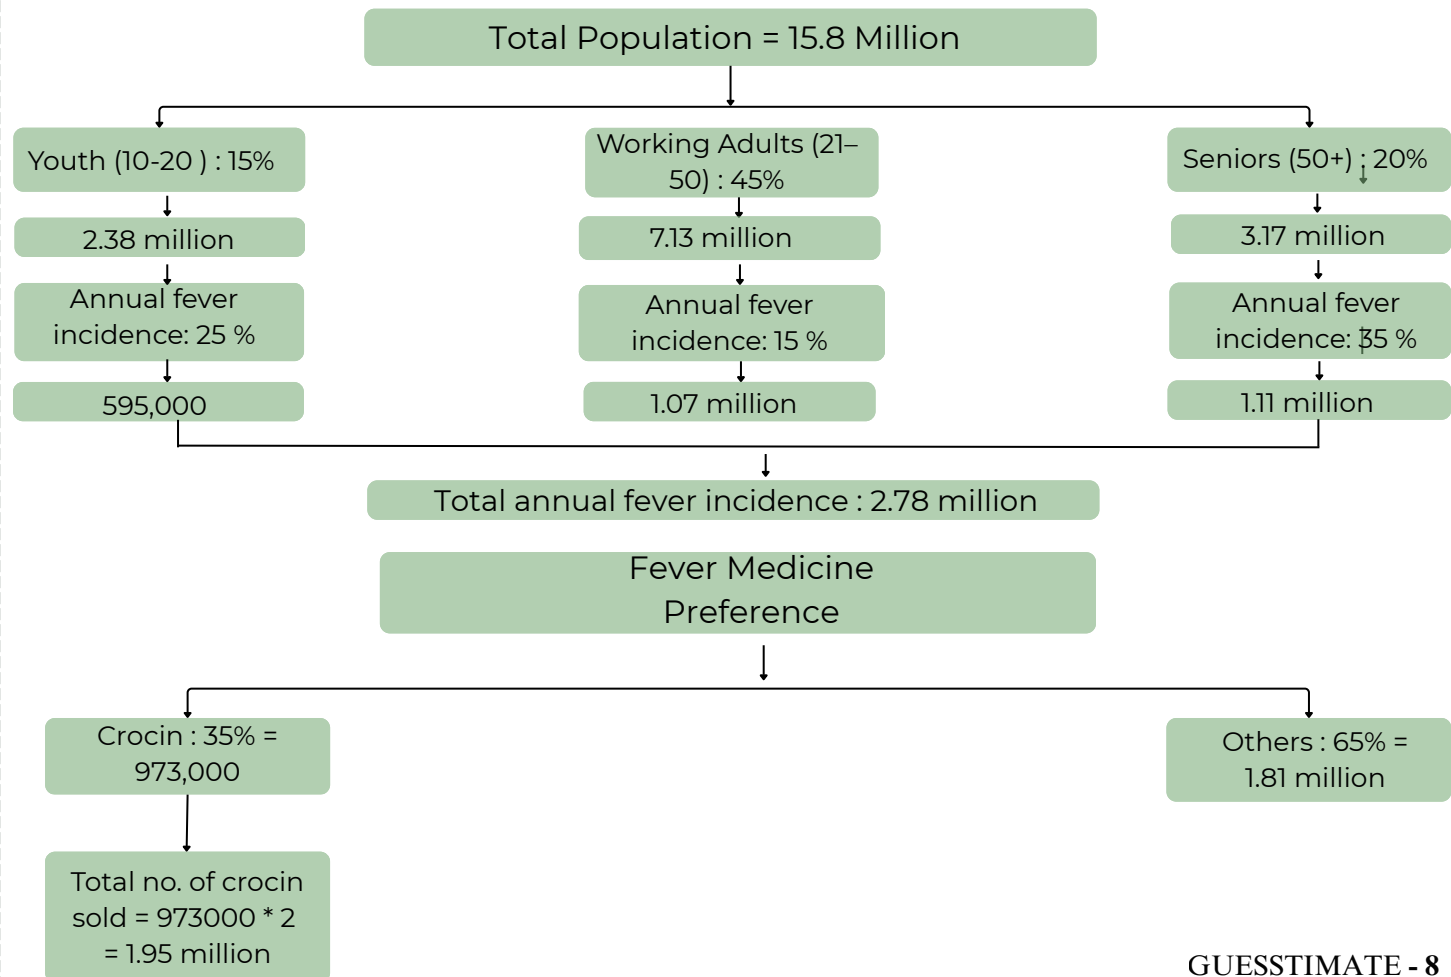 Total Population = 15.8 Million
Youth (10-20 ) : 15%
Working Adults (21–
50) : 45%
Seniors (50+) : 20%
2.38 million
7.13 million
3.17 million
Annual fever
incidence: 25 %
Annual fever
incidence: 15 %
Annual fever
incidence: 35 %
595,000
1.07 million
1.11 million
Total annual fever incidence : 2.78 million
Fever Medicine
Preference
Crocin : 35% =
973,000
Others : 65% =
1.81 million
Total no. of crocin
sold = 973000 * 2
= 1.95 million
GUESSTIMATE - 8